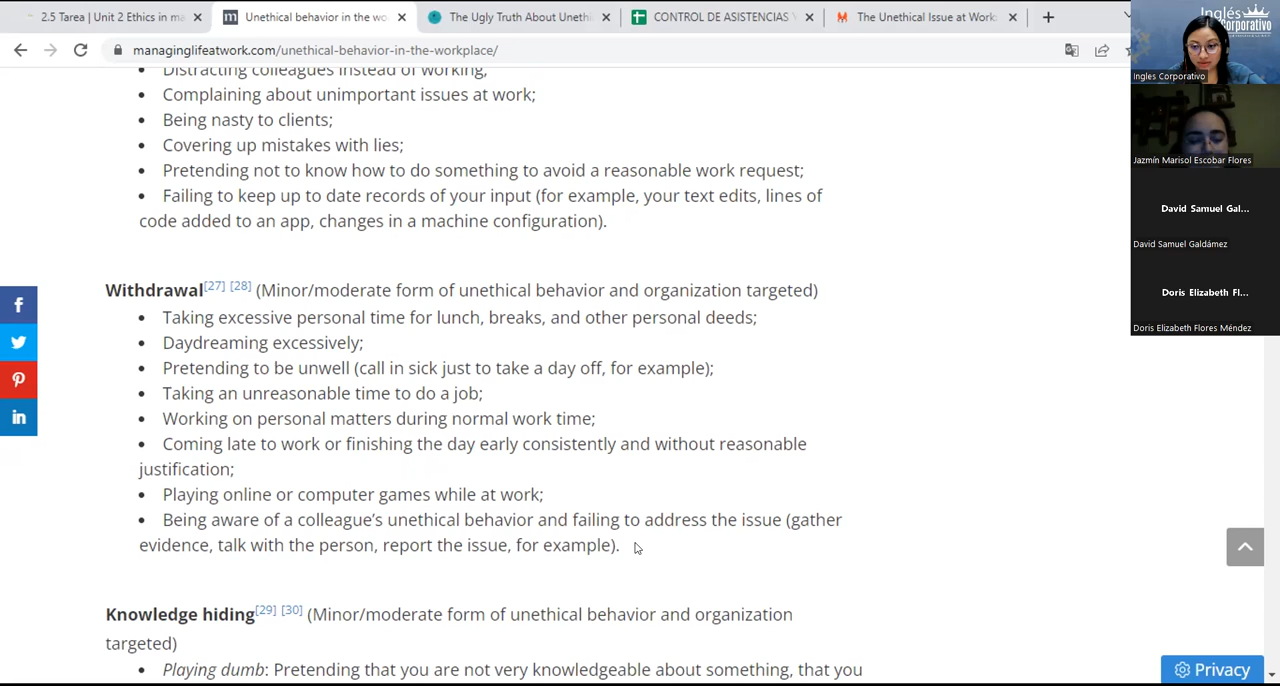 2.5 Tarea | Unit 2 Ethics in ma
Unethical behavior in the wo
The Ugly Truth About Uneth
CONTROL DE ASISTENCIAS Y
The Unethical Issue at Work
managinglifeatwork.com/unethical-behavior-in-the-workplace/
Inglés
Corporativo
Ingles Corporativo
Jazmín Marisol Escobar Flores
David Samuel Gal...
David Samuel Galdámez
Doris Elizabeth Fl...
Doris Elizabeth Flores Méndez
• Distracting colleagues instead of working;
• Complaining about unimportant issues at work;
• Being nasty to clients;
• Covering up mistakes with lies;
• Pretending not to know how to do something to avoid a reasonable work request;
• Failing to keep up to date records of your input (for example, your text edits, lines of
code added to an app, changes in a machine configuration).
Withdrawal[27] [28] (Minor/moderate form of unethical behavior and organization targeted)
• Taking excessive personal time for lunch, breaks, and other personal deeds;
• Daydreaming excessively;
• Pretending to be unwell (call in sick just to take a day off, for example);
• Taking an unreasonable time to do a job;
• Working on personal matters during normal work time;
• Coming late to work or finishing the day early consistently and without reasonable
justification;
• Playing online or computer games while at work;
• Being aware of a colleague's unethical behavior and failing to address the issue (gather
evidence, talk with the person, report the issue, for example).
Knowledge hiding[29] [30] (Minor/moderate form of unethical behavior and organization
targeted)
• Playing dumb: Pretending that you are not very knowledgeable about something, that you
Privacy